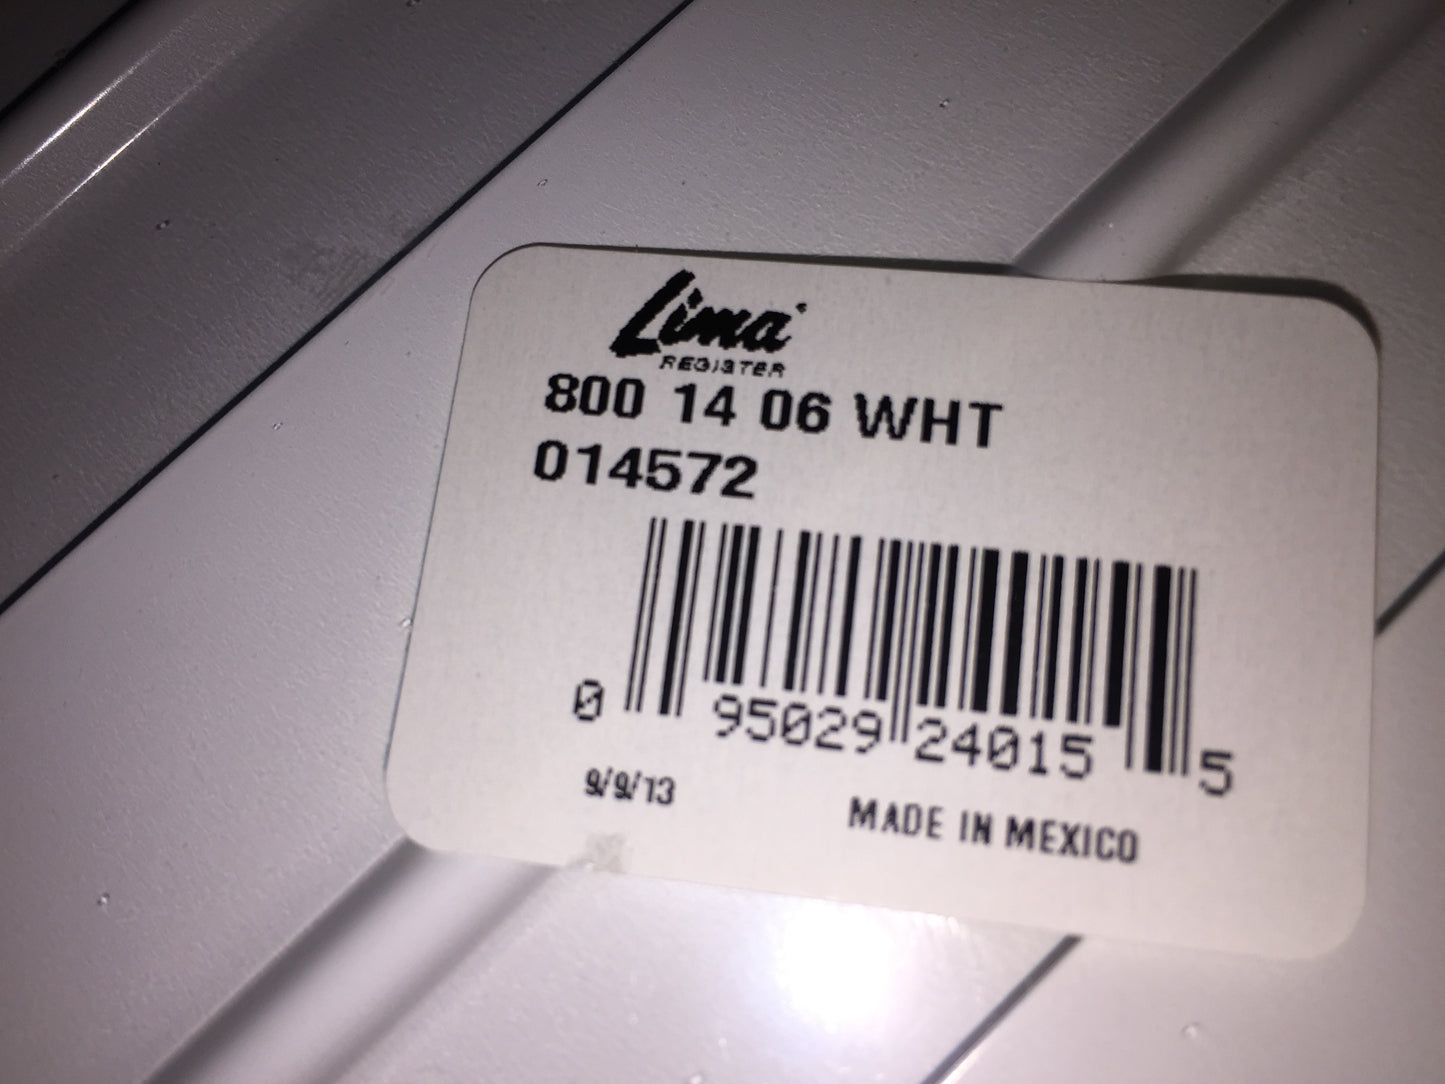 Lima
REGISTER
800 14 06 WHT
014572
0 95029 24015 5
9/9/13
MADE IN MEXICO